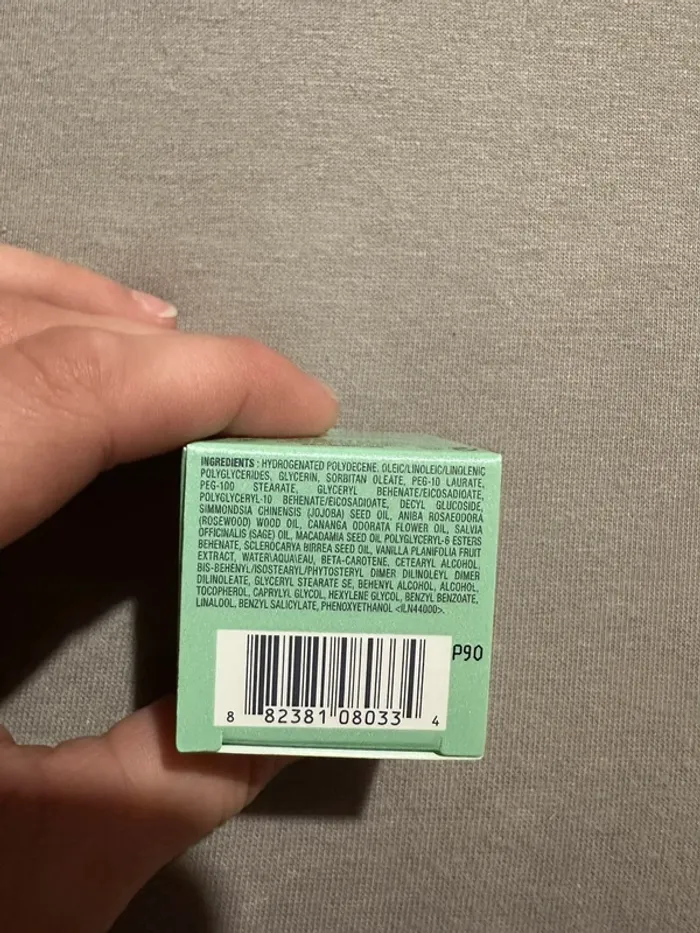 INGREDIENTS : HYDROGENATED POLYDECENE, OLEIC/LINOLEIC/LINOLENIC
POLYGLYCERIDES, GLYCERIN, SORBITAN OLEATE, PEG-10 LAURATE,
PEG-100 STEARATE, GLYCERYL BEHENATE/EICOSADIOATE,
POLYGLYCERYL-10 BEHENATE/EICOSADIOATE, DECYL GLUCOSIDE,
SIMMONDSIA CHINENSIS (JOJOBA) SEED OIL, ANIBA ROSAEODORA
(ROSEWOOD) WOOD OIL, CANANGA ODORATA FLOWER OIL, SALVIA
OFFICINALIS (SAGE) OIL, MACADAMIA SEED OIL POLYGLYCERYL-6 ESTERS
BEHENATE, SCLEROCARYA BIRREA SEED OIL, VANILLA PLANIFOLIA FRUIT
EXTRACT, WATER\AQUA\EAU, BETA-CAROTENE, CETEARYL ALCOHOL,
BIS-BEHENYL/ISOSTEARYL/PHYTOSTERYL DIMER DILINOLEYL DIMER
DILINOLEATE, GLYCERYL STEARATE SE, BEHENYL ALCOHOL, ALCOHOL,
TOCOPHEROL, CAPRYLYL GLYCOL, HEXYLENE GLYCOL, BENZYL BENZOATE,
LINALOOL, BENZYL SALICYLATE, PHENOXYETHANOL <ILN44000>.
P90
8 82381 08033 4